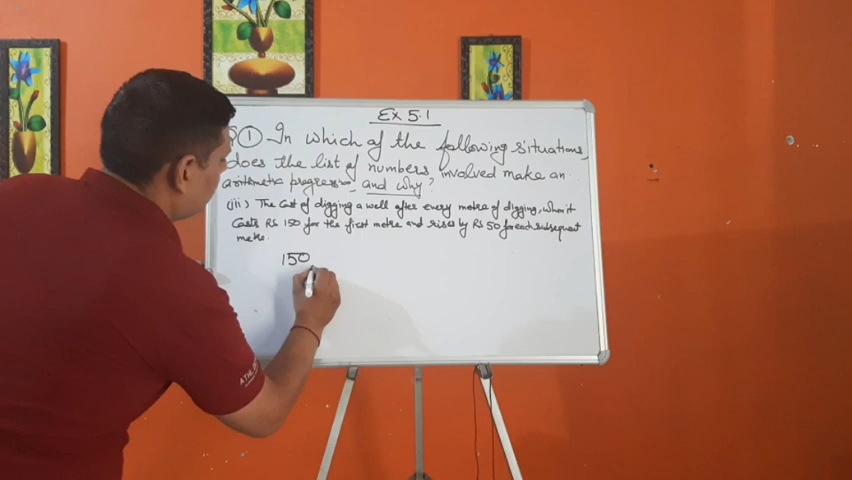 Ex 5.1
Q 1 In which of the following situations,
does the list of numbers involved make an
arithmetic progression, and why?
(iii) The Cost of digging a well after every metre of digging, when it
Costs Rs 150 for the first metre and rises by Rs 50 for each subsequent
metre.
150